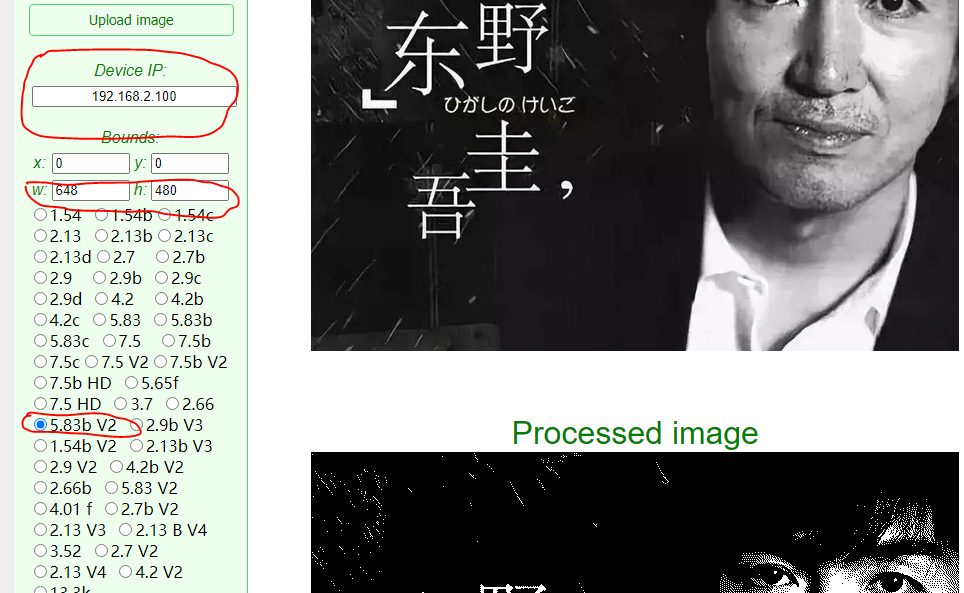 Upload image
Device IP:
192.168.2.100
Bounds:
x: 0 y: 0
w: 648 h: 480
1.54 1.54b 1.54c
2.13 2.13b 2.13c
2.13d 2.7 2.7b
2.9 2.9b 2.9c
2.9d 4.2 4.2b
4.2c 5.83 5.83b
5.83c 7.5 7.5b
7.5c 7.5 V2 7.5b V2
7.5b HD 5.65f
7.5 HD 3.7 2.66
5.83b V2 2.9b V3
1.54b V2 2.13b V3
2.9 V2 4.2b V2
2.66b 5.83 V2
4.01 f 2.7b V2
2.13 V3 2.13 B V4
3.52 2.7 V2
2.13 V4 4.2 V2
13.3k
东野
ひがしの けいご
圭吾,
Processed image
野